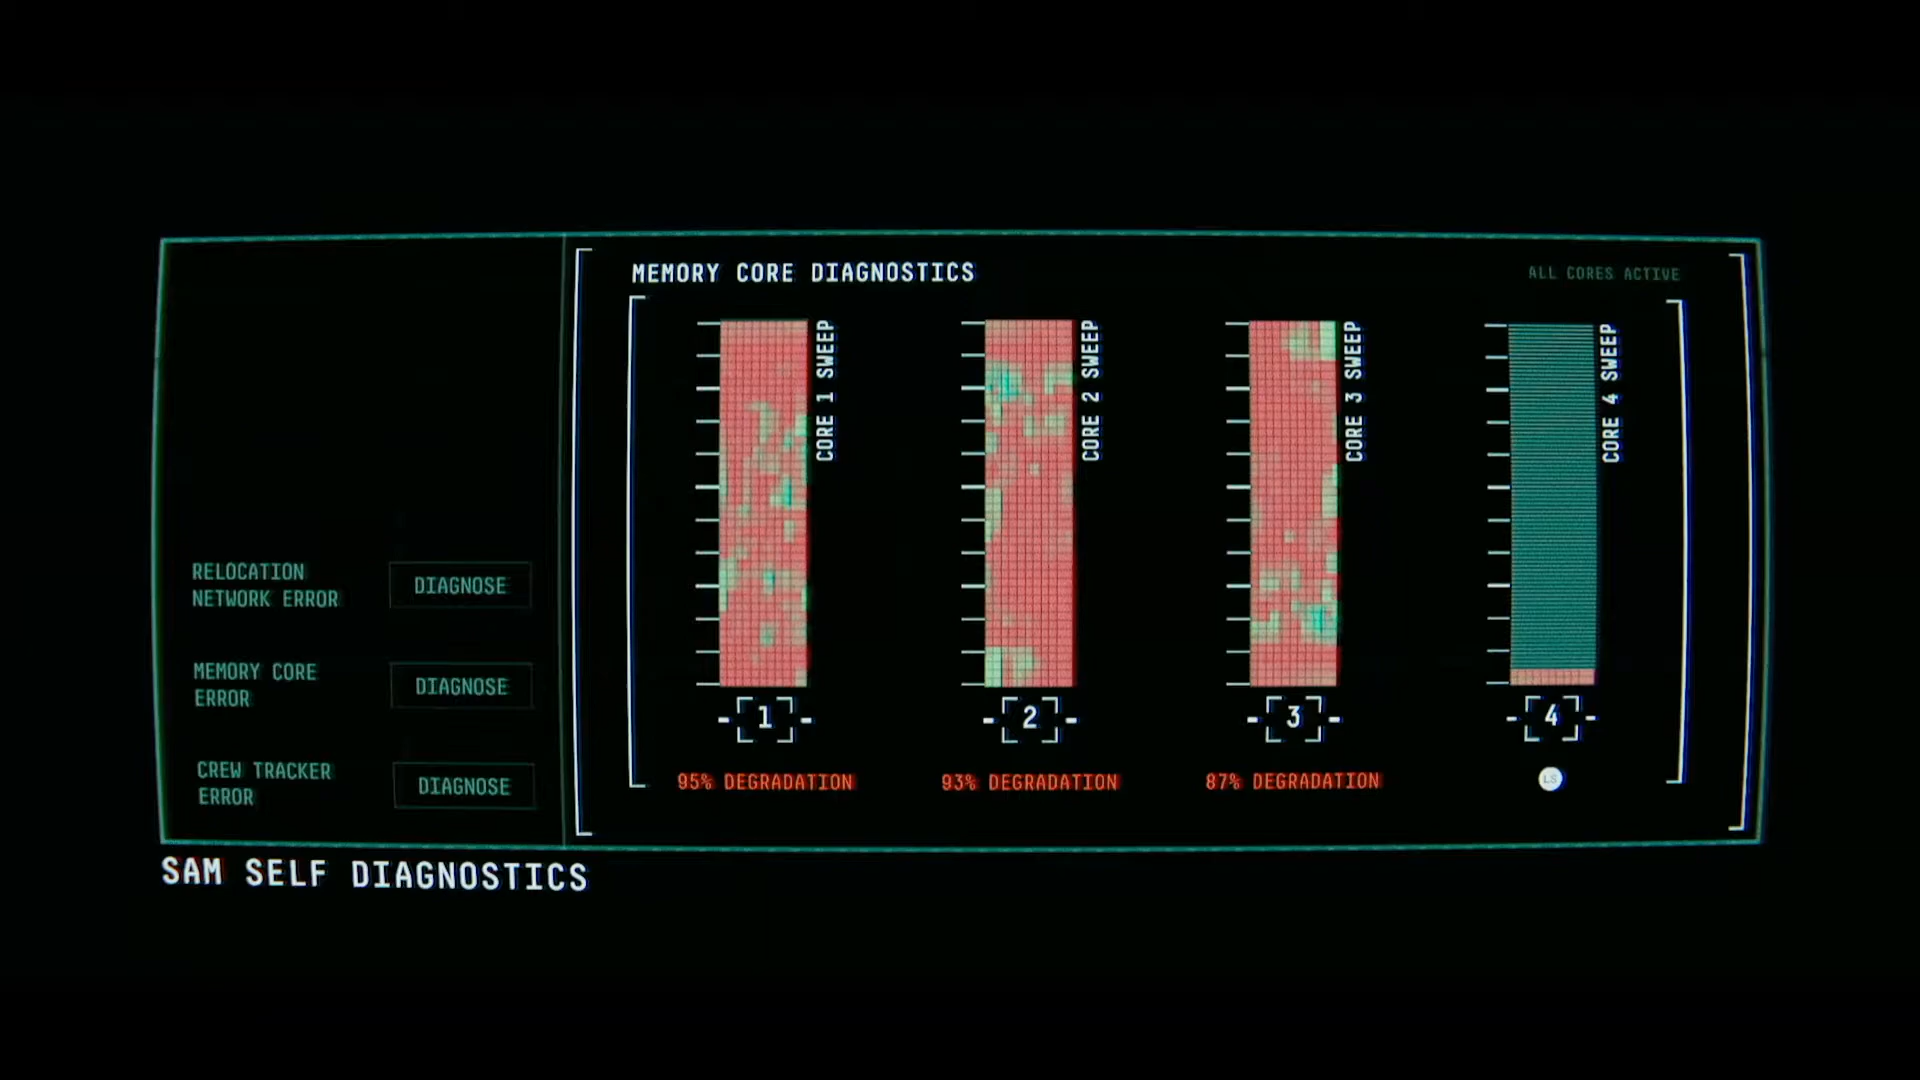 MEMORY CORE DIAGNOSTICS
ALL CORES ACTIVE
CORE 1 SWEEP
CORE 2 SWEEP
CORE 3 SWEEP
CORE 4 SWEEP
RELOCATION
NETWORK ERROR
DIAGNOSE
MEMORY CORE
ERROR
DIAGNOSE
CREW TRACKER
ERROR
DIAGNOSE
1
2
3
4
95% DEGRADATION
93% DEGRADATION
87% DEGRADATION
LS
SAM SELF DIAGNOSTICS